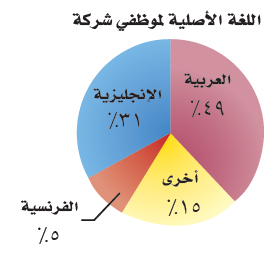 اللغة الأصلية لموظفي شركة
العربية
٤٩٪
الإنجليزية
٣١٪
أخرى
١٥٪
الفرنسية
٥٪